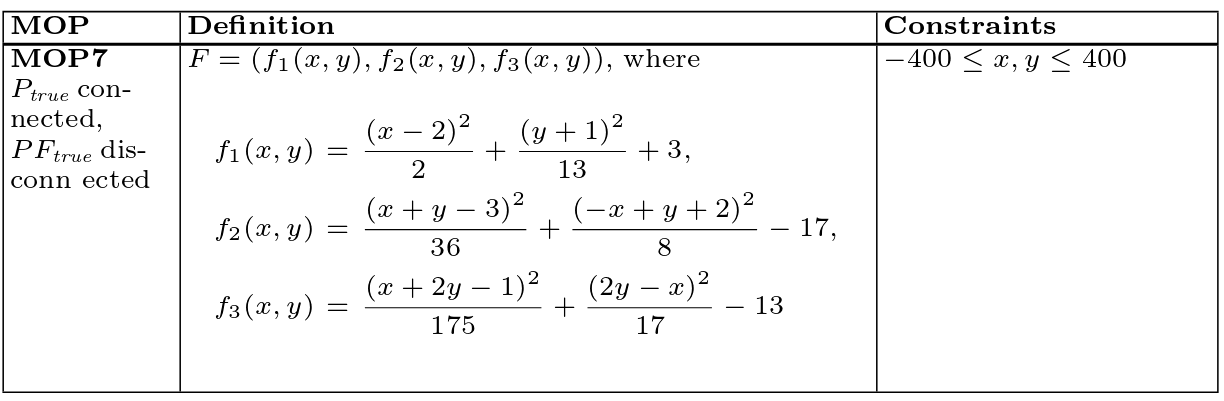 MOP Definition Constraints
MOP7 F = (f₁(x, y), f₂(x, y), f₃(x, y)), where −400 ≤ x, y ≤ 400
P_true con-
nected,
PF_true dis-
conn ected
f₁(x, y) = (x − 2)²/2 + (y + 1)²/13 + 3,
f₂(x, y) = (x + y − 3)²/36 + (−x + y + 2)²/8 − 17,
f₃(x, y) = (x + 2y − 1)²/175 + (2y − x)²/17 − 13